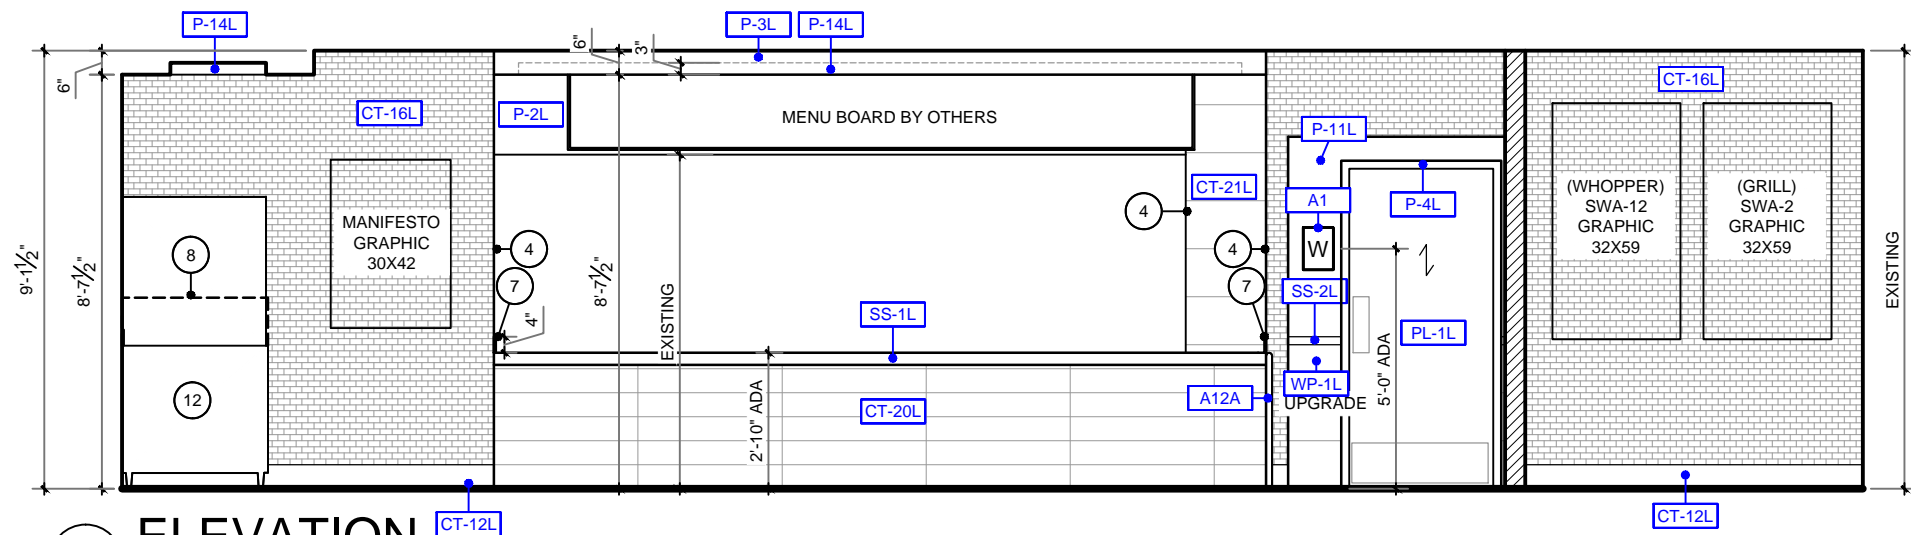 P-14L
P-3L
P-14L
6"
6"
3"
CT-16L
P-2L
MENU BOARD BY OTHERS
CT-16L
P-11L
A1
W
P-4L
CT-21L
4
4
4
7
7
8
12
MANIFESTO
GRAPHIC
30X42
(WHOPPER)
SWA-12
GRAPHIC
32X59
(GRILL)
SWA-2
GRAPHIC
32X59
9'-1½"
8'-7½"
8'-7½"
EXISTING
EXISTING
4"
SS-1L
SS-2L
PL-1L
WP-1L
UPGRADE
A12A
CT-20L
2'-10" ADA
5'-0" ADA
CT-12L
CT-12L
ELEVATION